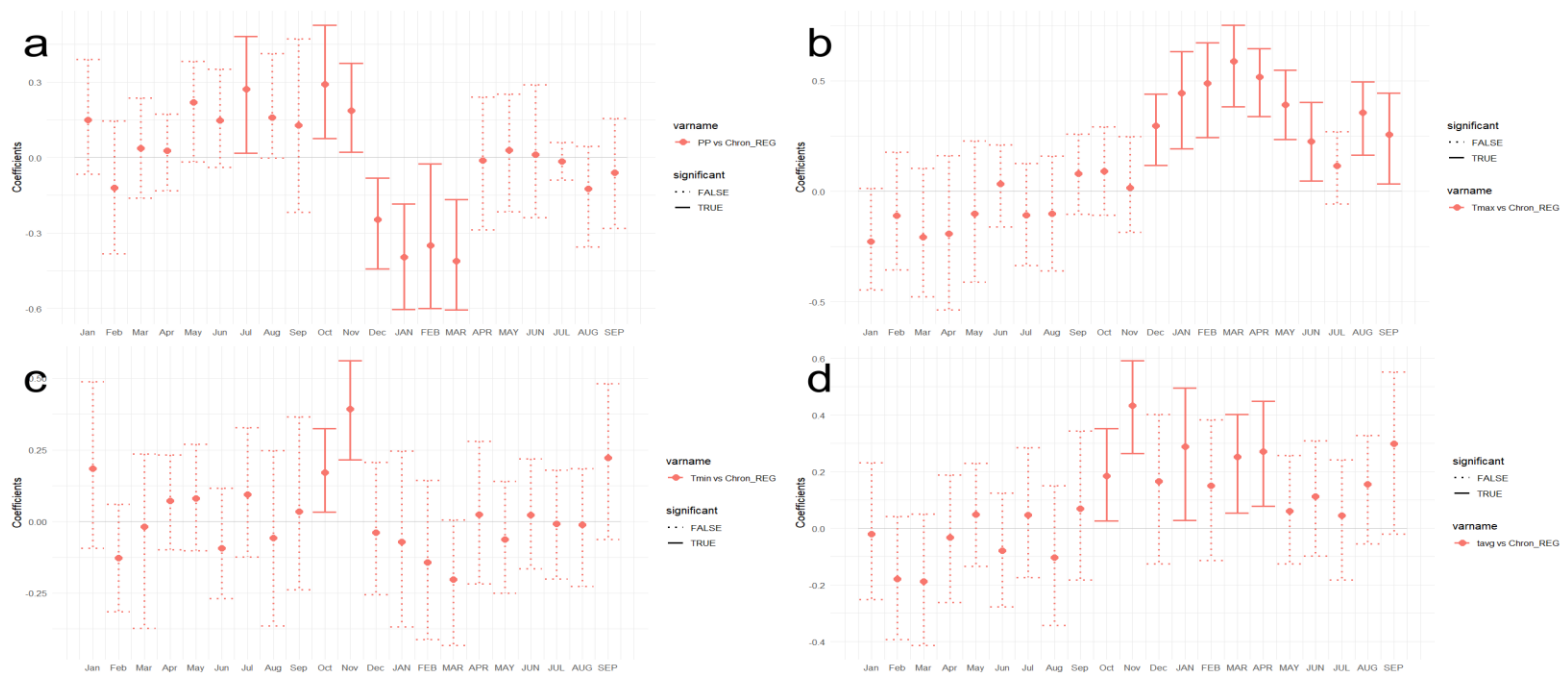 a
Coefficients
0.3
0.0
-0.3
-0.6
Jan Feb Mar Apr May Jun Jul Aug Sep Oct Nov Dec JAN FEB MAR APR MAY JUN JUL AUG SEP
varname
PP vs Chron_REG
significant
FALSE
TRUE
b
Coefficients
0.5
0.0
-0.5
Jan Feb Mar Apr May Jun Jul Aug Sep Oct Nov Dec JAN FEB MAR APR MAY JUN JUL AUG SEP
significant
FALSE
TRUE
varname
Tmax vs Chron_REG
c
Coefficients
0.50
0.25
0.00
-0.25
Jan Feb Mar Apr May Jun Jul Aug Sep Oct Nov Dec JAN FEB MAR APR MAY JUN JUL AUG SEP
varname
Tmin vs Chron_REG
significant
FALSE
TRUE
d
Coefficients
0.6
0.4
0.2
0.0
-0.2
-0.4
Jan Feb Mar Apr May Jun Jul Aug Sep Oct Nov Dec JAN FEB MAR APR MAY JUN JUL AUG SEP
significant
FALSE
TRUE
varname
tavg vs Chron_REG